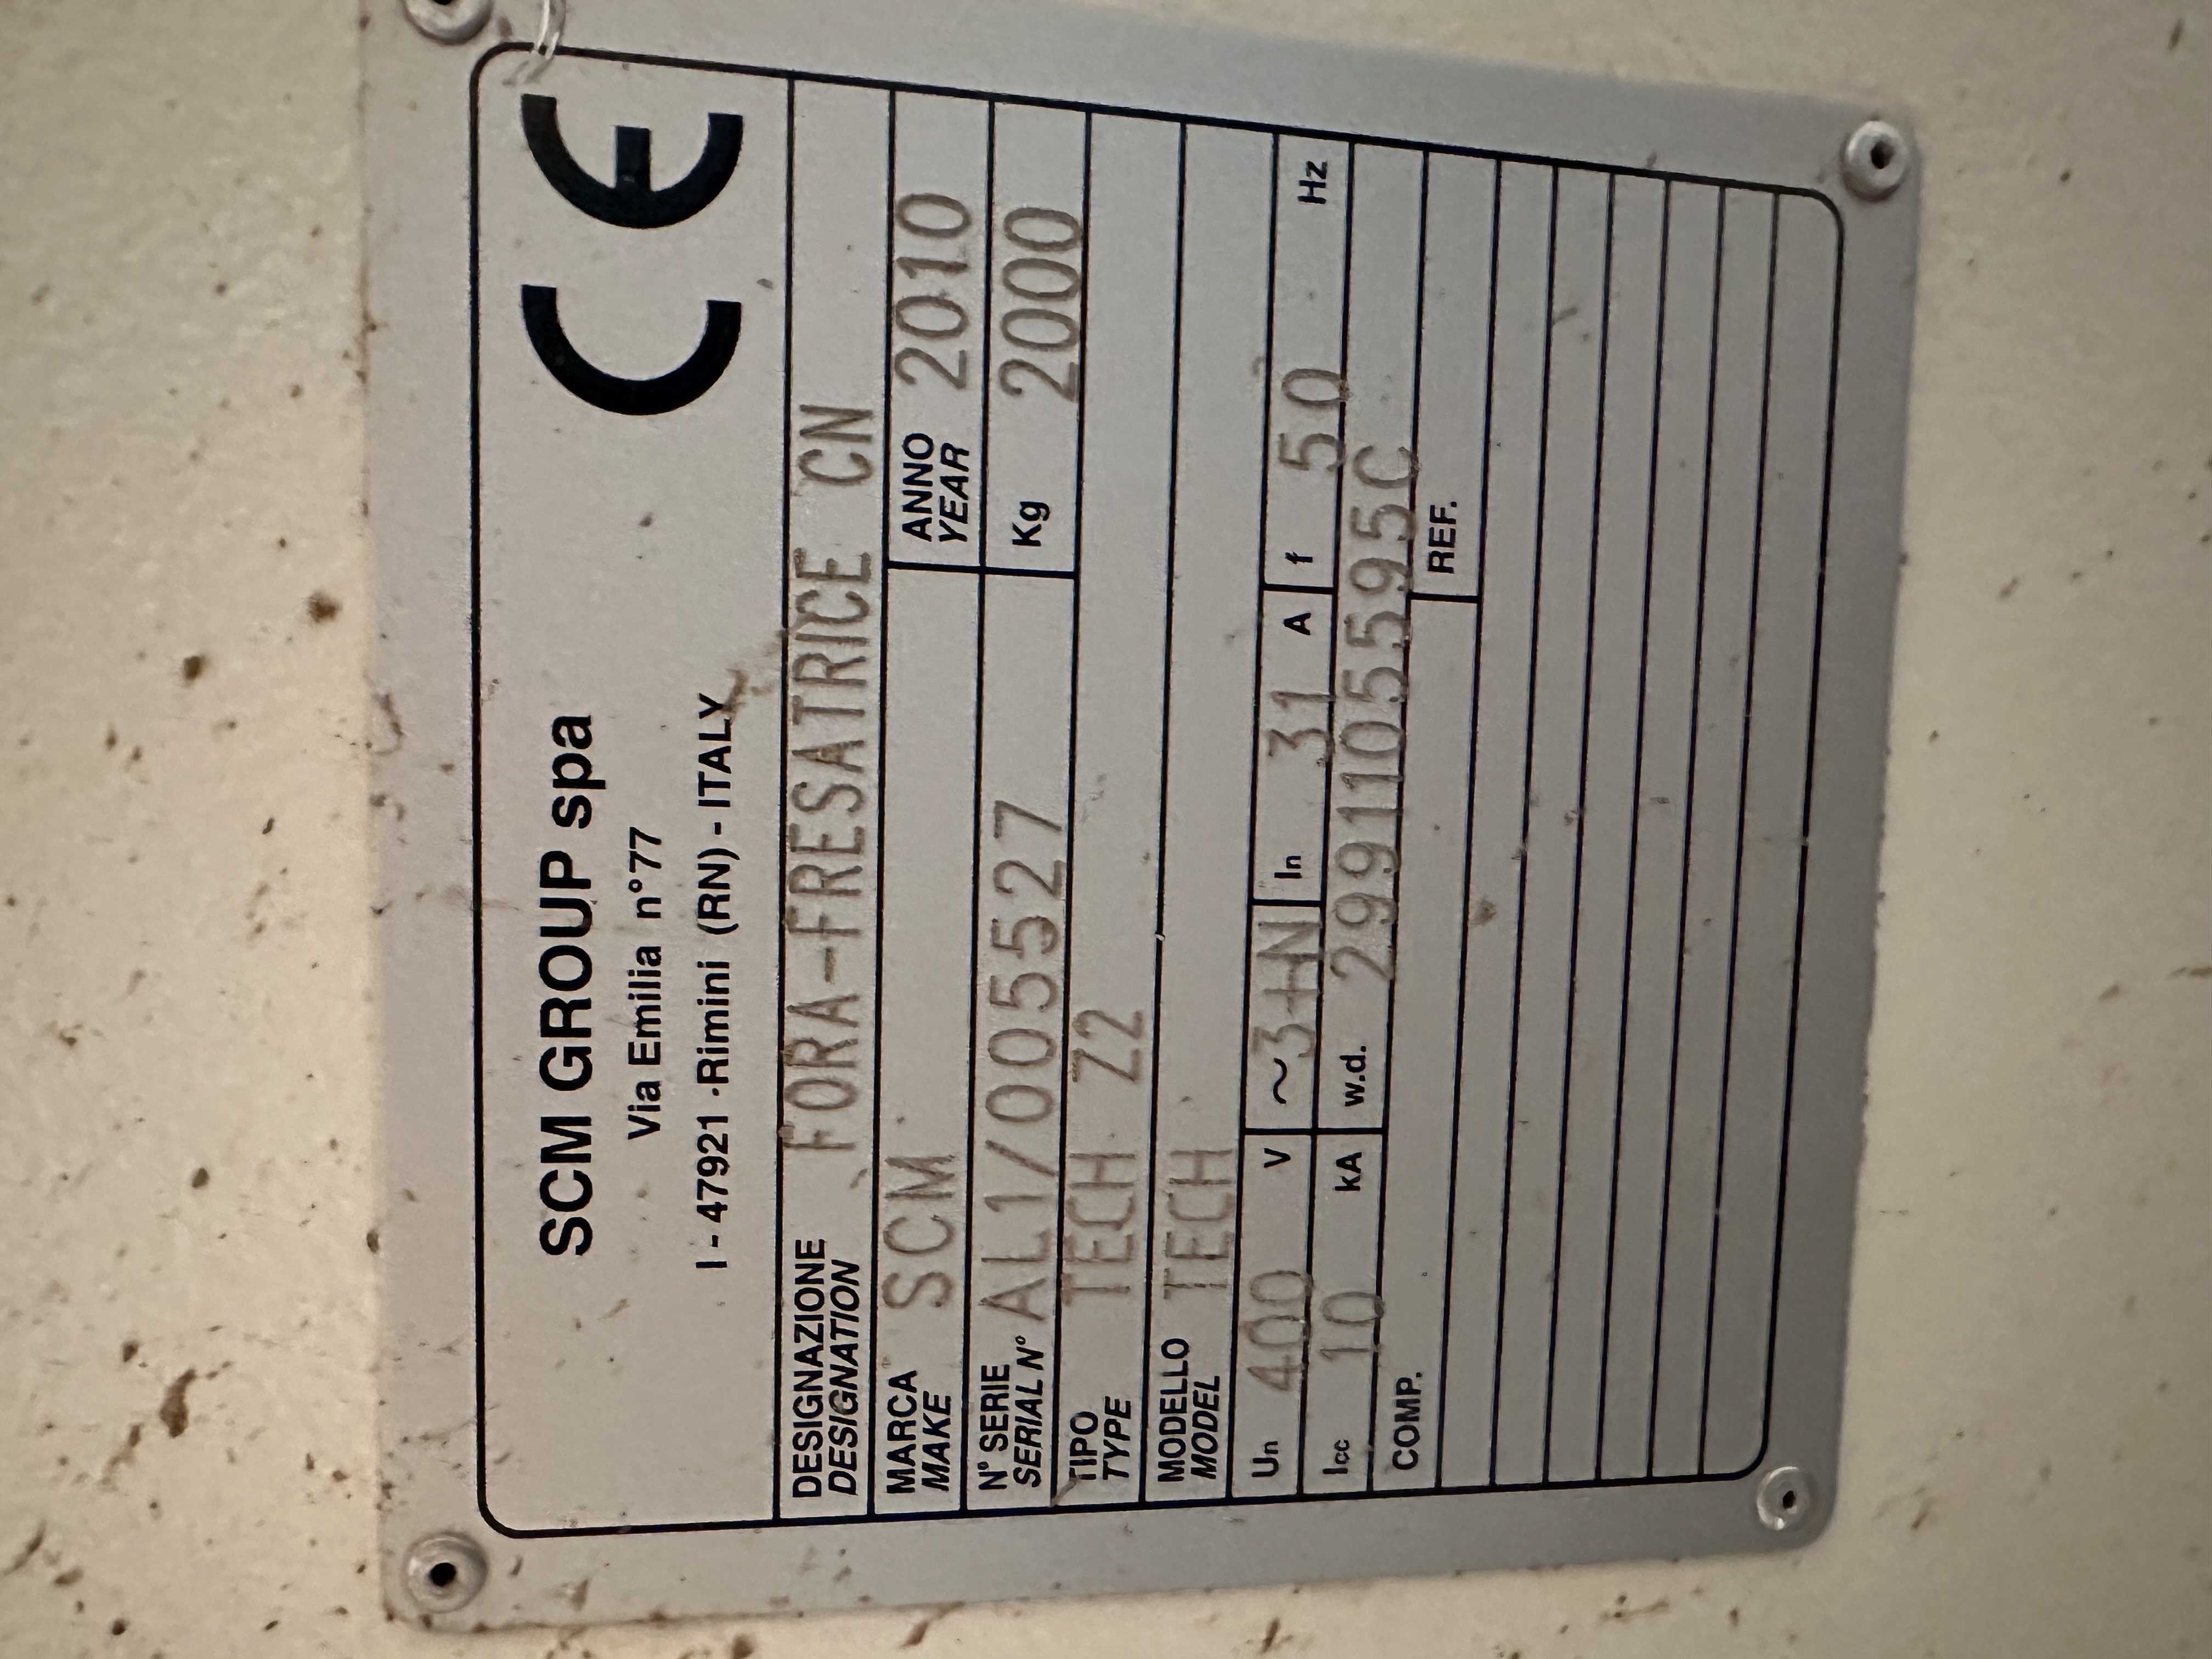 SCM GROUP spa
Via Emilia n°77
I - 47921 -Rimini (RN) - ITALY
CE
DESIGNAZIONE
DESIGNATION FORA-FRESATRICE CN
MARCA
MAKE SCM ANNO
YEAR 2010
N° SERIE
SERIAL N° AL1/005527 Kg 2000
TIPO
TYPE TECH Z2
MODELLO
MODEL TECH
Un 400 V ~3+N In 31 A f 50 Hz
Icc 10 kA w.d. 2991105595C
COMP. REF.